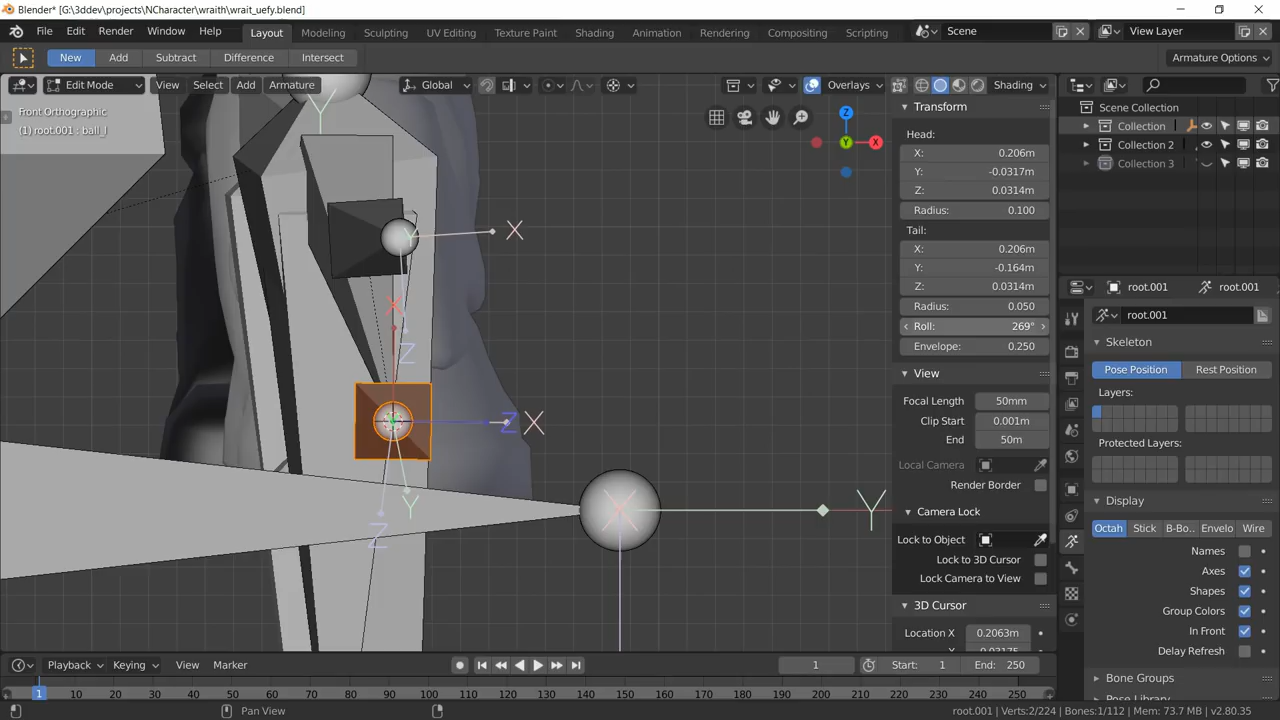 Blender* [G:\3ddev\projects\NCharacter\wraith\wrait_uefy.blend]
File Edit Render Window Help Layout Modeling Sculpting UV Editing Texture Paint Shading Animation Rendering Compositing Scripting Scene View Layer
New Add Subtract Difference Intersect Armature Options
Edit Mode View Select Add Armature Global Overlays Shading
Front Orthographic
(1) root.001 : ball_l
Y
X
Y
X
Z
Z X
Y
Z
X
Y
Transform
Head:
X: 0.206m
Y: -0.0317m
Z: 0.0314m
Radius: 0.100
Tail:
X: 0.206m
Y: -0.164m
Z: 0.0314m
Radius: 0.050
Roll: 269°
Envelope: 0.250
View
Focal Length 50mm
Clip Start 0.001m
End 50m
Local Camera
Render Border
Camera Lock
Lock to Object
Lock to 3D Cursor
Lock Camera to View
3D Cursor
Location X 0.2063m
Z
X
Y
Scene Collection
Collection
Collection 2
Collection 3
root.001 root.001
root.001
Skeleton
Pose Position Rest Position
Layers:
Protected Layers:
Display
Octah Stick B-Bo.. Envelo Wire
Names
Axes
Shapes
Group Colors
In Front
Delay Refresh
Bone Groups
Playback Keying View Marker 1 Start: 1 End: 250
1 10 20 30 40 50 60 70 80 90 100 110 120 130 140 150 160 170 180 190 200 210 220 230 240 250
Pan View root.001 | Verts:2/224 | Bones:1/112 | Mem: 73.7 MB | v2.80.35